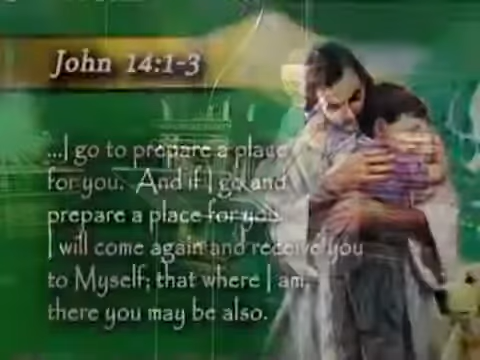 John 14:1-3
...I go to prepare a place
for you. And if I go and
prepare a place for you.
I will come again and receive you
to Myself; that where I am,
there you may be also.